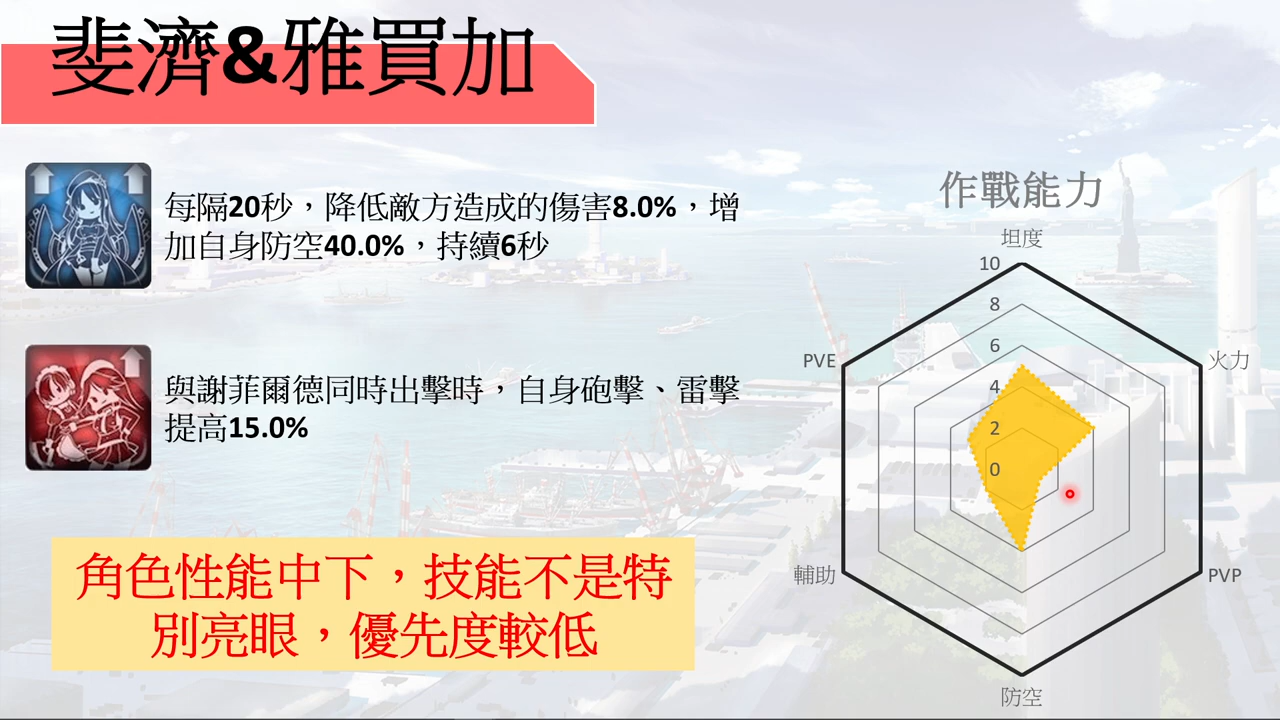 斐濟&雅買加
每隔20秒，降低敵方造成的傷害8.0%，增
加自身防空40.0%，持續6秒
與謝菲爾德同時出擊時，自身砲擊、雷擊
提高15.0%
角色性能中下，技能不是特
別亮眼，優先度較低
作戰能力
坦度
10
8
6
4
2
0
PVE
火力
輔助
PVP
防空